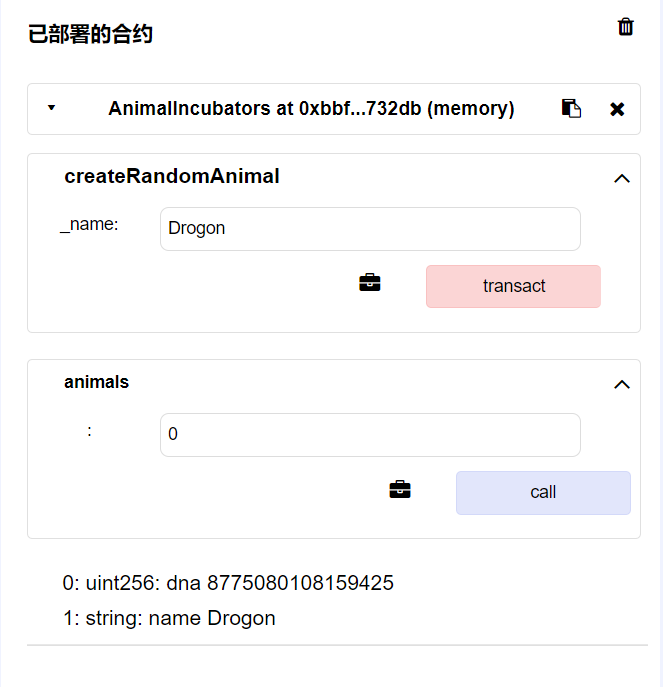 已部署的合约
AnimalIncubators at 0xbbf...732db (memory)
createRandomAnimal
_name:
Drogon
transact
animals
:
0
call
0: uint256: dna 8775080108159425
1: string: name Drogon